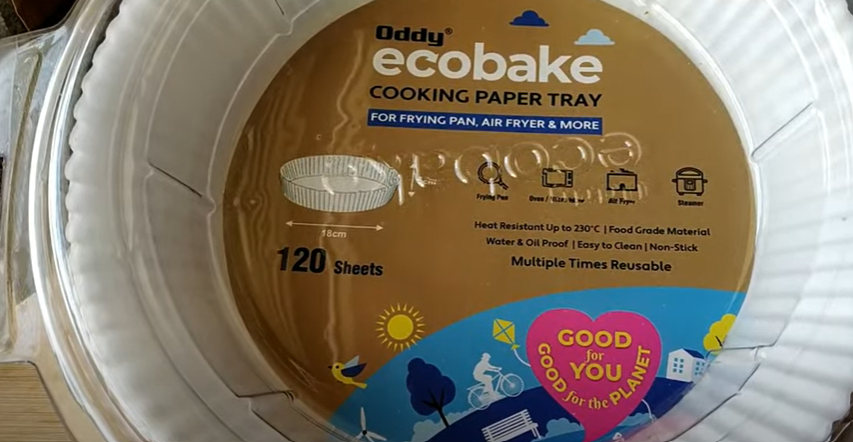 Oddy®
ecobake
COOKING PAPER TRAY
FOR FRYING PAN, AIR FRYER & MORE
ecobake
Frying Pan
Air Fryer
Steamer
18cm
Heat Resistant Up to 230°C | Food Grade Material
Water & Oil Proof | Easy to Clean | Non-Stick
120 Sheets
Multiple Times Reusable
GOOD
for
YOU
GOOD for the PLANET